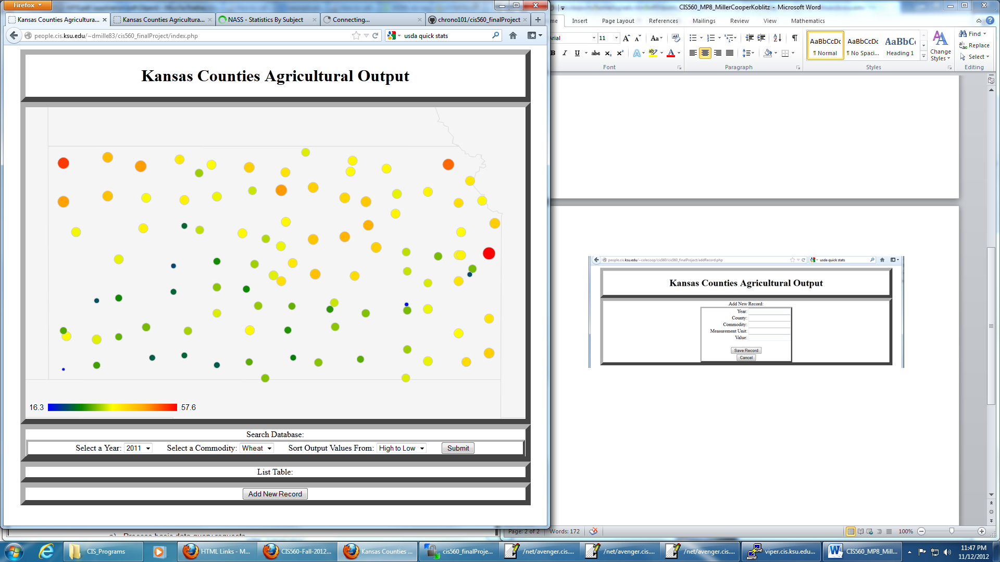 Firefox
Kansas Counties Agricultura...
Kansas Counties Agricultura...
NASS - Statistics By Subject
Connecting...
chrono101/cis560_finalProject
people.cis.ksu.edu/~dmille83/cis560_finalProject/index.php
usda quick stats
Kansas Counties Agricultural Output
16.3
57.6
Search Database:
Select a Year: 2011 Select a Commodity: Wheat Sort Output Values From: High to Low Submit
List Table:
Add New Record
CIS560_MP8_MillerCooperKoblitz - Microsoft Word
Insert Page Layout References Mailings Review View Mathematics
11
AaBbCcDc AaBbCcDc AaBbC
¶ Normal ¶ No Spaci... Heading 1
Change Styles
Find
Replace
Select
Font Paragraph Styles Editing
people.cis.ksu.edu/~colecoop/cis560/cis560_finalProject/addRecord.php
usda quick stats
Kansas Counties Agricultural Output
Add New Record:
Year:
County:
Commodity:
Measurement Unit:
Value:
Save Record
Cancel
Page: 2 of 2 Words: 172 100%
CIS_Programs
HTML Links - M...
CIS560-Fall-2012...
Kansas Counties ...
cis560_finalProje...
/net/avenger.cis....
/net/avenger.cis....
/net/avenger.cis....
viper.cis.ksu.edu...
CIS560_MP8_Mill...
11:47 PM
11/12/2012